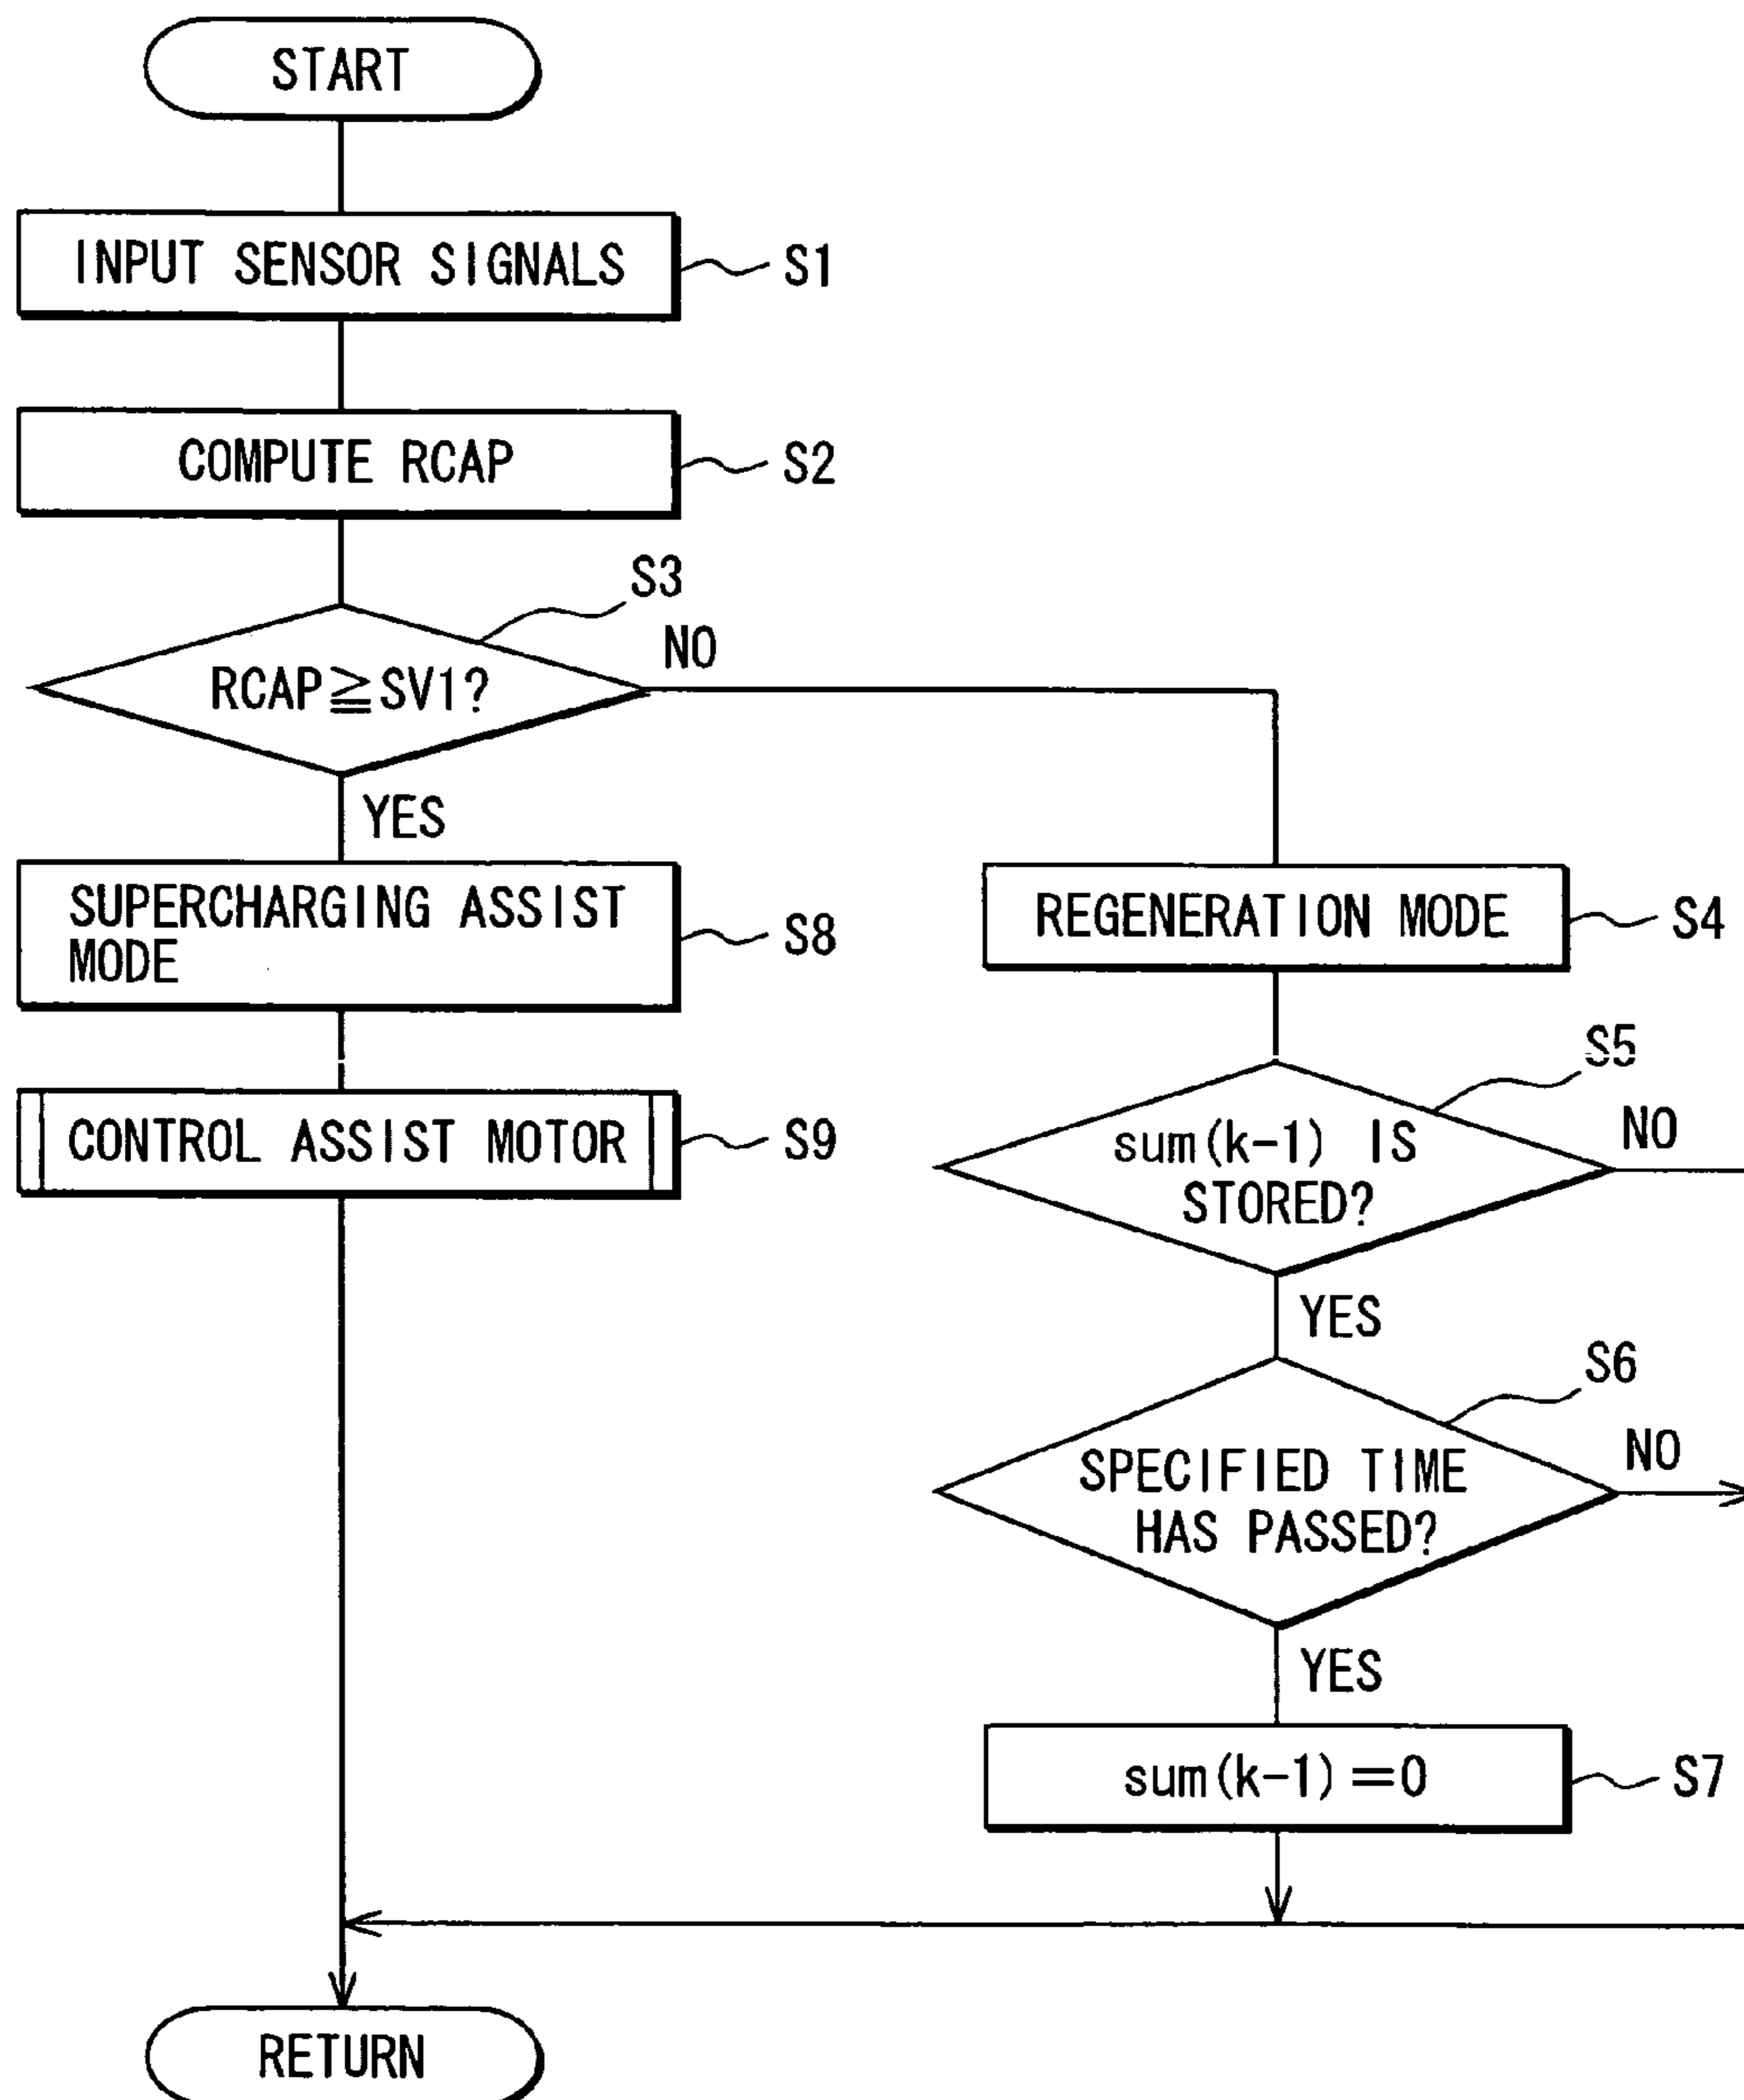 START
INPUT SENSOR SIGNALS
S1
COMPUTE RCAP
S2
S3
RCAP≧SV1?
NO
YES
SUPERCHARGING ASSIST
MODE
S8
CONTROL ASSIST MOTOR
S9
REGENERATION MODE
S4
S5
sum(k-1) IS
STORED?
NO
YES
S6
SPECIFIED TIME
HAS PASSED?
NO
YES
sum(k-1)=0
S7
RETURN